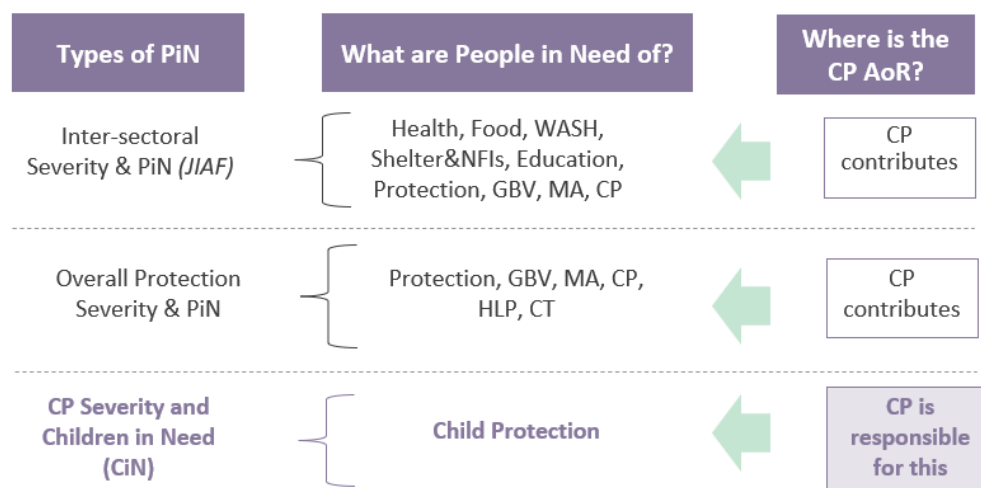 Types of PiN
What are People in Need of?
Where is the
CP AoR?
Inter-sectoral
Severity & PiN (JIAF)
Health, Food, WASH,
Shelter&NFIs, Education,
Protection, GBV, MA, CP
CP
contributes
Overall Protection
Severity & PiN
Protection, GBV, MA, CP,
HLP, CT
CP
contributes
CP Severity and
Children in Need
(CiN)
Child Protection
CP is
responsible
for this